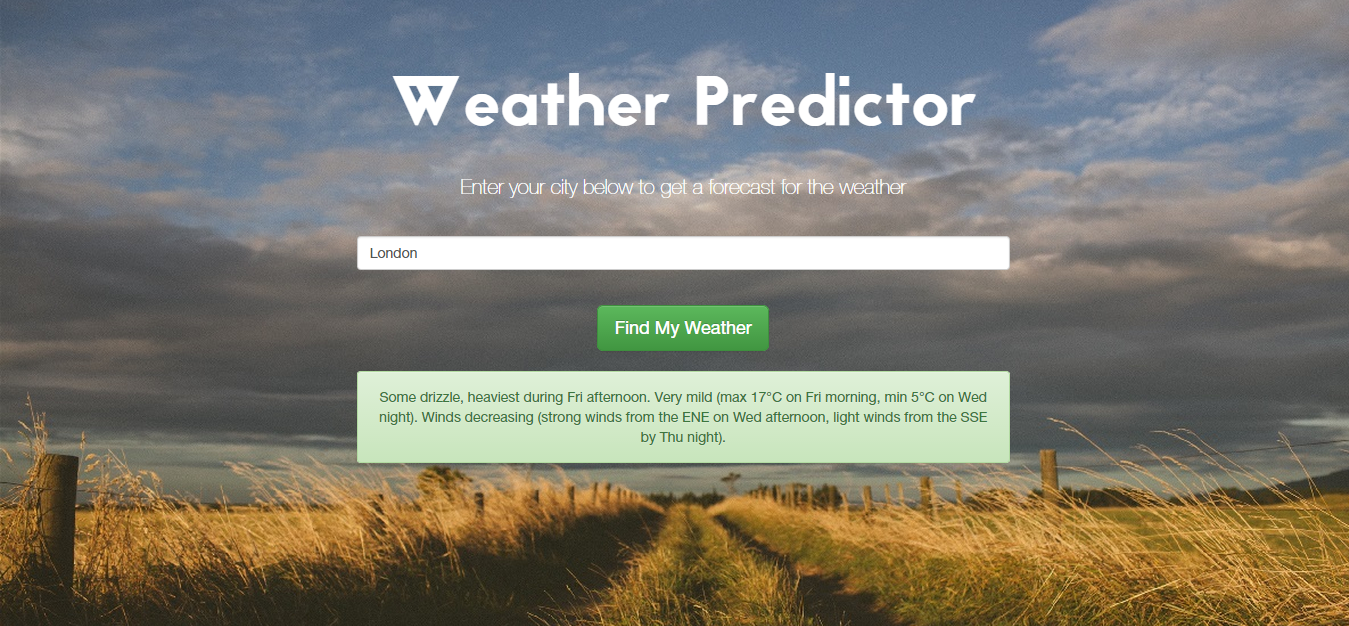 Weather Predictor
Enter your city below to get a forecast for the weather
London
Find My Weather
Some drizzle, heaviest during Fri afternoon. Very mild (max 17°C on Fri morning, min 5°C on Wed
night). Winds decreasing (strong winds from the ENE on Wed afternoon, light winds from the SSE
by Thu night).